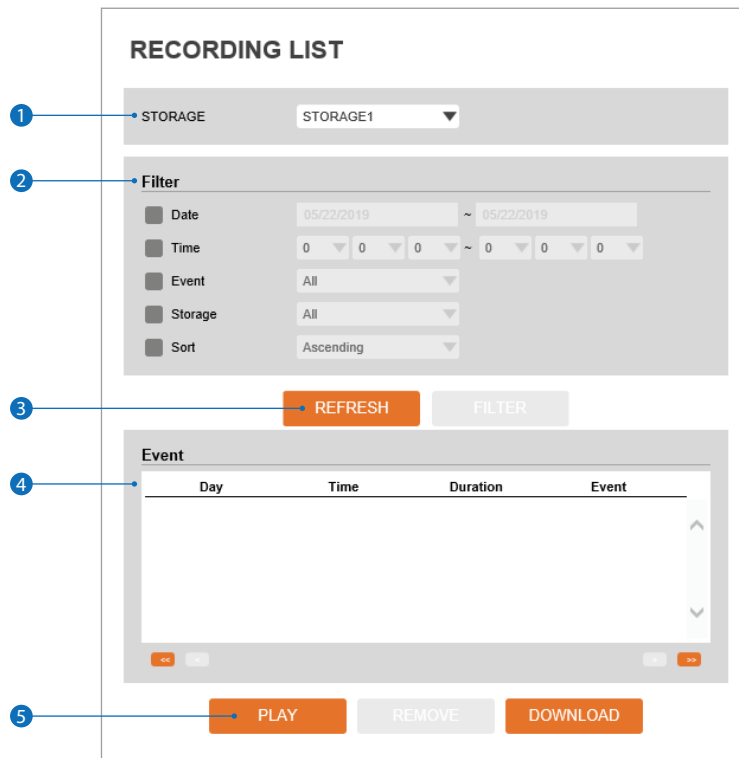 RECORDING LIST
1 STORAGE STORAGE1
2 Filter
Date 05/22/2019 ~ 05/22/2019
Time 0 0 0 ~ 0 0 0
Event All
Storage All
Sort Ascending
3 REFRESH FILTER
Event
4 Day Time Duration Event
<< >>
5 PLAY REMOVE DOWNLOAD